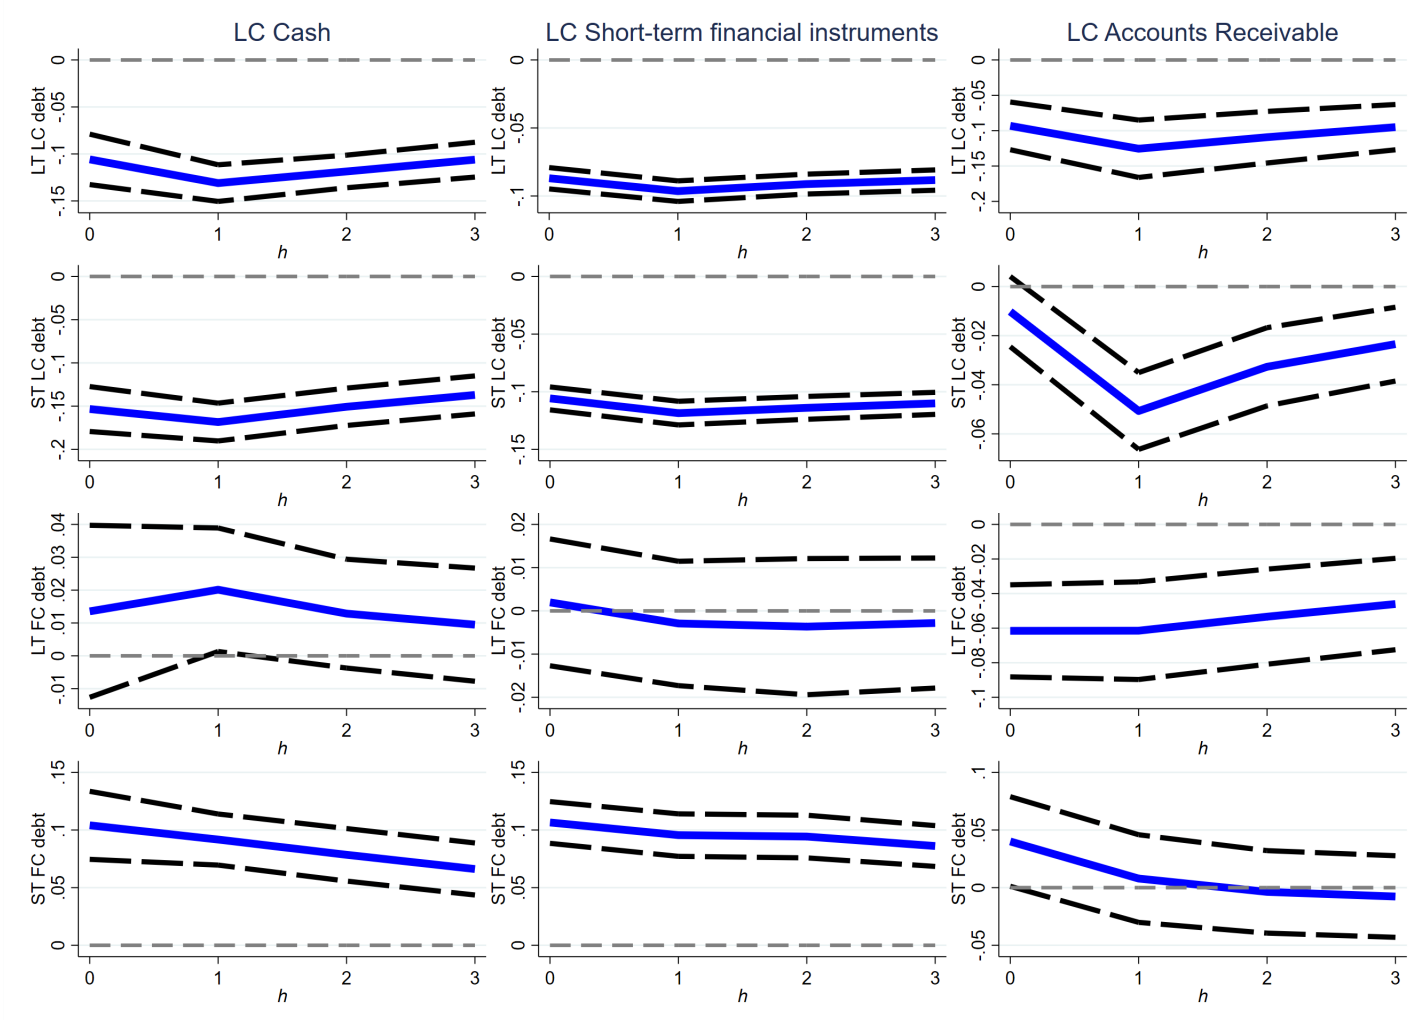 LC Cash
LT LC debt
0
-.05
-.1
-.15
0 1 2 3
h
LC Short-term financial instruments
LT LC debt
0
-.05
-.1
0 1 2 3
h
LC Accounts Receivable
LT LC debt
0
-.05
-.1
-.15
-.2
0 1 2 3
h
ST LC debt
0
-.05
-.1
-.15
-.2
0 1 2 3
h
ST LC debt
0
-.05
-.1
-.15
0 1 2 3
h
ST LC debt
0
-.02
-.04
-.06
0 1 2 3
h
LT FC debt
.04
.03
.02
.01
0
-.01
0 1 2 3
h
LT FC debt
.02
.01
0
-.01
-.02
0 1 2 3
h
LT FC debt
0
-.02
-.04
-.06
-.08
-.1
0 1 2 3
h
ST FC debt
.15
.1
.05
0
0 1 2 3
h
ST FC debt
.15
.1
.05
0
0 1 2 3
h
ST FC debt
.1
.05
0
-.05
0 1 2 3
h